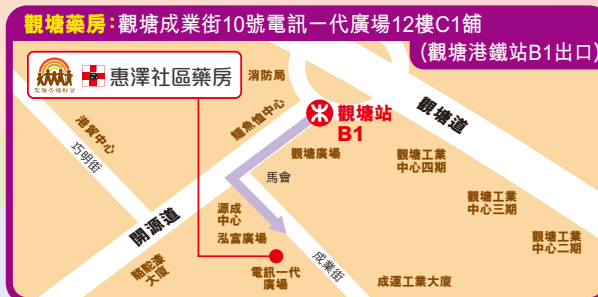 觀塘藥房：觀塘成業街10號電訊一代廣場12樓C1舖
(觀塘港鐵站B1出口)
聖雅各福群會
惠澤社區藥房
消防局
鱷魚恤中心
觀塘站
B1
觀塘道
港貿中心
巧明街
觀塘廣場
觀塘工業
中心四期
馬會
開源道
源成
中心
觀塘工業
中心三期
泓富廣場
觀塘工業
中心二期
駱駝漆
大廈
電訊一代
廣場
成業街
成運工業大廈